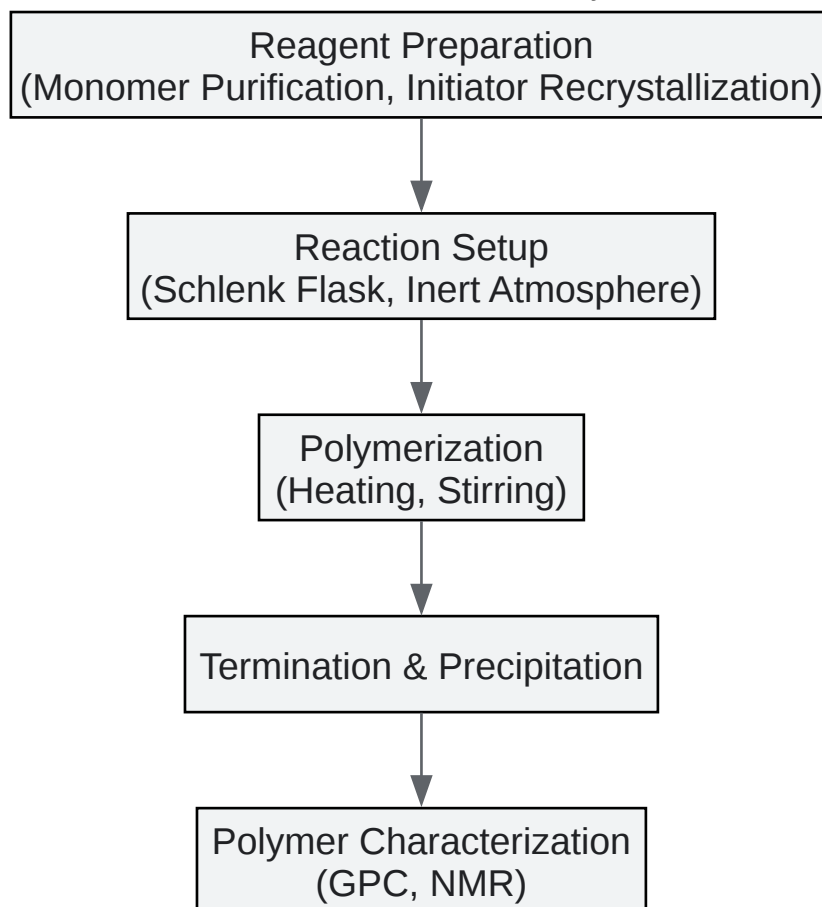 Reagent Preparation
(Monomer Purification, Initiator Recrystallization)
Reaction Setup
(Schlenk Flask, Inert Atmosphere)
Polymerization
(Heating, Stirring)
Termination & Precipitation
Polymer Characterization
(GPC, NMR)